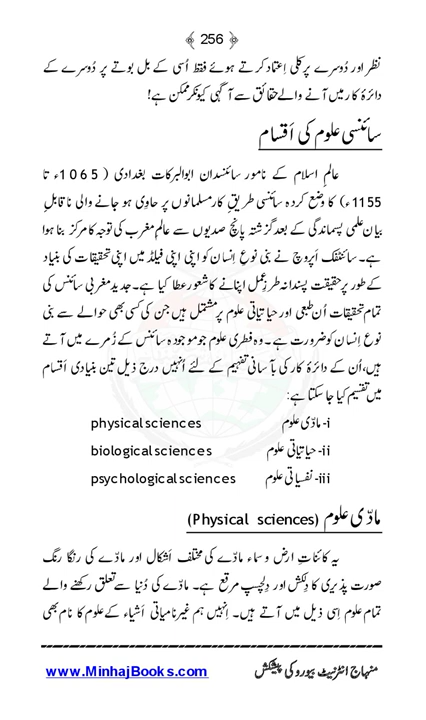 ﴾ 256 ﴿
نظر اور دُوسرے پر کلی اِعتماد کرتے ہوئے فقط اُسی کے بل بوتے پر دُوسرے کے
دائرۂ کار میں آنے والے حقائق سے آگہی کیونکر ممکن ہے!
سائنسی علوم کی اَقسام
عالمِ اِسلام کے نامور سائنسدان ابوالبرکات بغدادی (1065ء تا
1155ء) کا وضع کردہ سائنسی طریقِ کار مسلمانوں پر حاوی ہو جانے والی ناقابلِ
بیان علمی پسماندگی کے بعد گزشتہ پانچ صدیوں سے عالمِ مغرب کی توجہ کا مرکز بنا ہوا
ہے۔ سائنٹفک اَپروچ نے بنی نوعِ اِنسان کو اپنی اپنی فیلڈ میں اپنی تحقیقات کی بنیاد
کے طور پر حقیقت پسندانہ طرزِ عمل اپنانے کا شعور عطا کیا ہے۔ جدید مغربی سائنس کی
تمام تحقیقات اُن طبعی اور حیاتیاتی علوم پر مشتمل ہیں جن کی کسی بھی حوالے سے بنی
نوعِ اِنسان کو ضرورت ہے۔ وہ فطری علوم جو موجودہ سائنس کے زُمرے میں آتے
ہیں، اُن کے دائرۂ کار کی بآسانی تفہیم کے لئے اُنہیں درج ذیل تین بنیادی اَقسام
میں تقسیم کیا جا سکتا ہے:
i- مادّی علوم physical sciences
ii- حیاتیاتی علوم biological sciences
iii- نفسیاتی علوم psychological sciences
مادّی علوم (Physical sciences)
یہ کائناتِ ارض و سماء مادّے کی مختلف اَشکال اور مادّے کی رنگا رنگ
صورت پذیری کا دِلکش اور دِلچسپ مرقع ہے۔ مادّے کی دُنیا سے تعلق رکھنے والے
تمام علوم اِسی ذیل میں آتے ہیں۔ اِنہیں ہم غیرنامیاتی اَشیاء کے علوم کا نام بھی
منہاج انٹرنیٹ بیورو کی پیشکش www.MinhajBooks.com